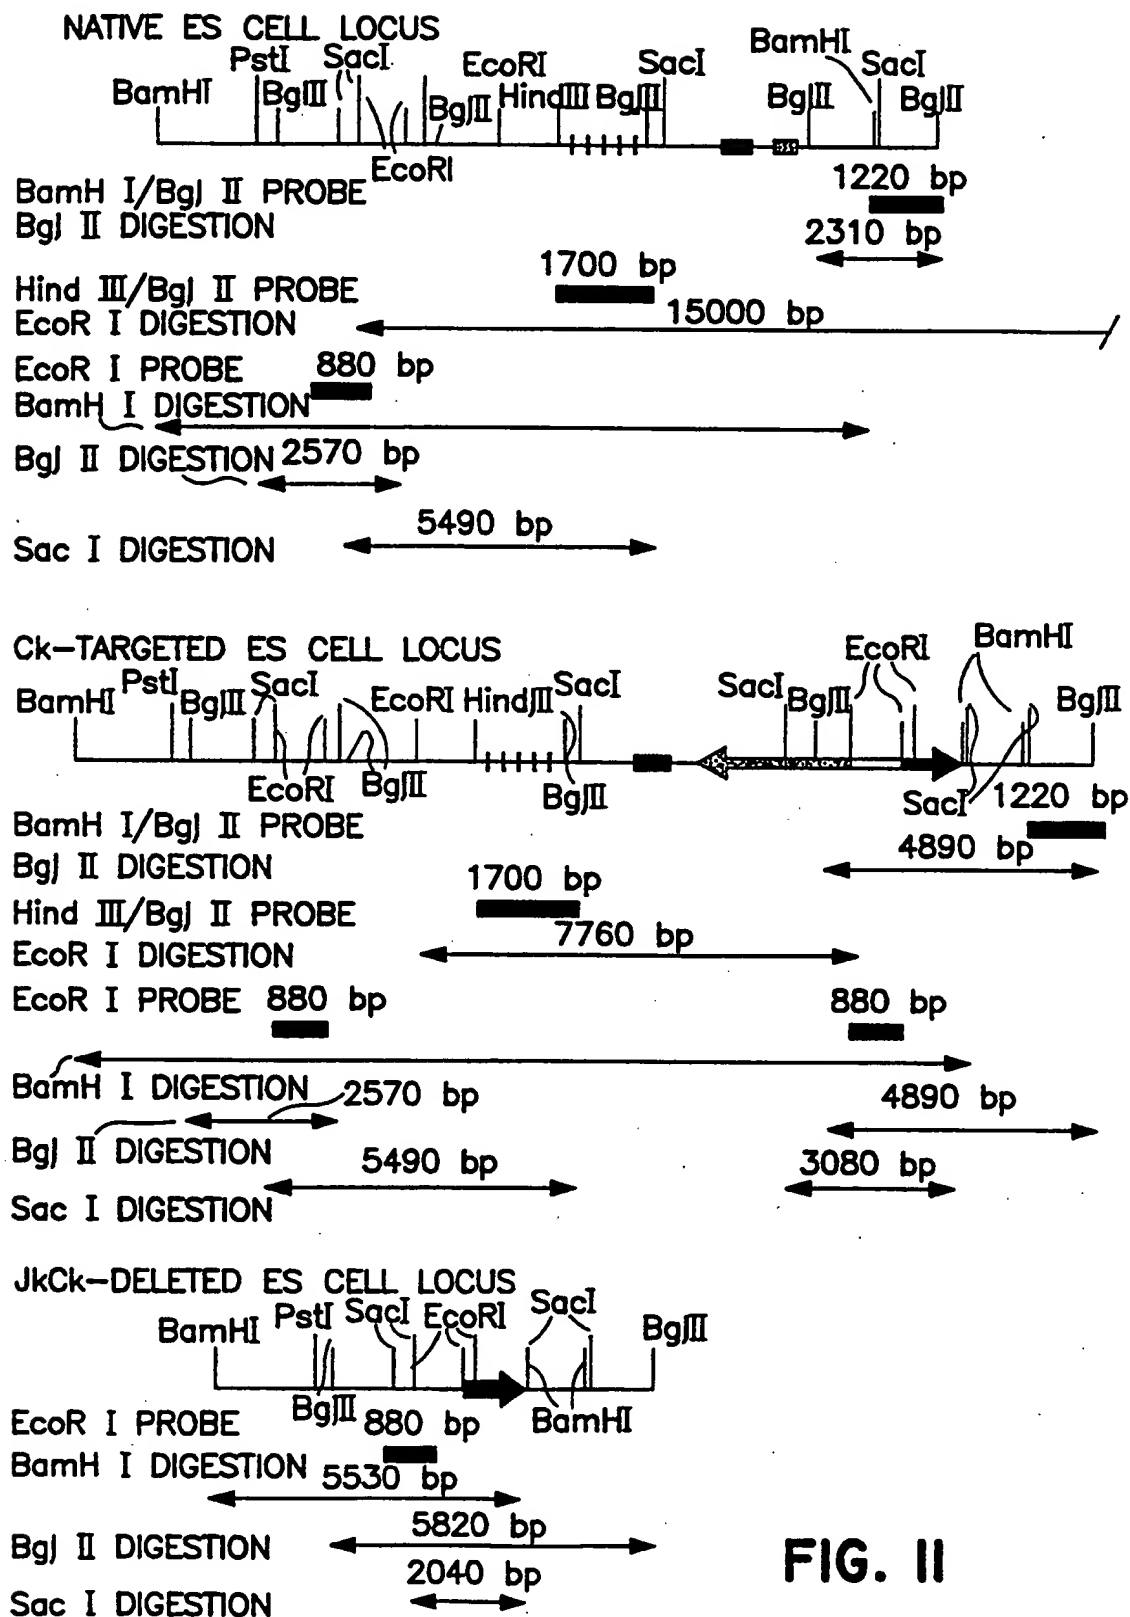 NATIVE ES CELL LOCUS
BamHI
PstI
BglII
SacI
EcoRI
BglII
EcoRI
HindIII
BglII
SacI
BamHI
BglII
SacI
BglII
BamH I/Bgl II PROBE
1220 bp
Bgl II DIGESTION
2310 bp
Hind III/Bgl II PROBE
1700 bp
EcoR I DIGESTION
15000 bp
EcoR I PROBE
880 bp
BamH I DIGESTION
Bgl II DIGESTION
2570 bp
Sac I DIGESTION
5490 bp
Ck-TARGETED ES CELL LOCUS
BamHI
PstI
BglII
SacI
EcoRI
BglII
EcoRI
HindIII
SacI
BglII
SacI
BglII
EcoRI
BamHI
SacI
BglII
BamH I/Bgl II PROBE
1220 bp
Bgl II DIGESTION
4890 bp
Hind III/Bgl II PROBE
1700 bp
EcoR I DIGESTION
7760 bp
EcoR I PROBE
880 bp
880 bp
BamH I DIGESTION
2570 bp
4890 bp
Bgl II DIGESTION
5490 bp
3080 bp
Sac I DIGESTION
JkCk-DELETED ES CELL LOCUS
BamHI
PstI
BglII
SacI
EcoRI
SacI
BamHI
BglII
EcoR I PROBE
880 bp
BamH I DIGESTION
5530 bp
Bgl II DIGESTION
5820 bp
Sac I DIGESTION
2040 bp
FIG. II